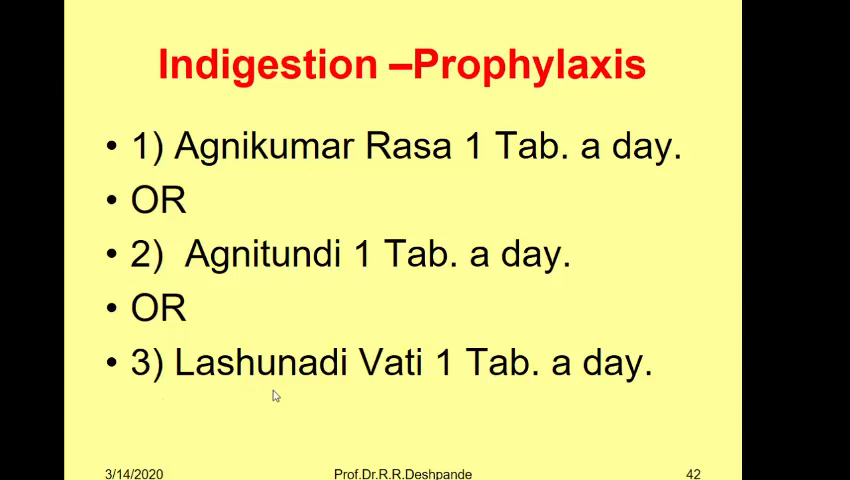 Indigestion –Prophylaxis
• 1) Agnikumar Rasa 1 Tab. a day.
• OR
• 2) Agnitundi 1 Tab. a day.
• OR
• 3) Lashunadi Vati 1 Tab. a day.
3/14/2020 Prof.Dr.R.R.Deshpande 42